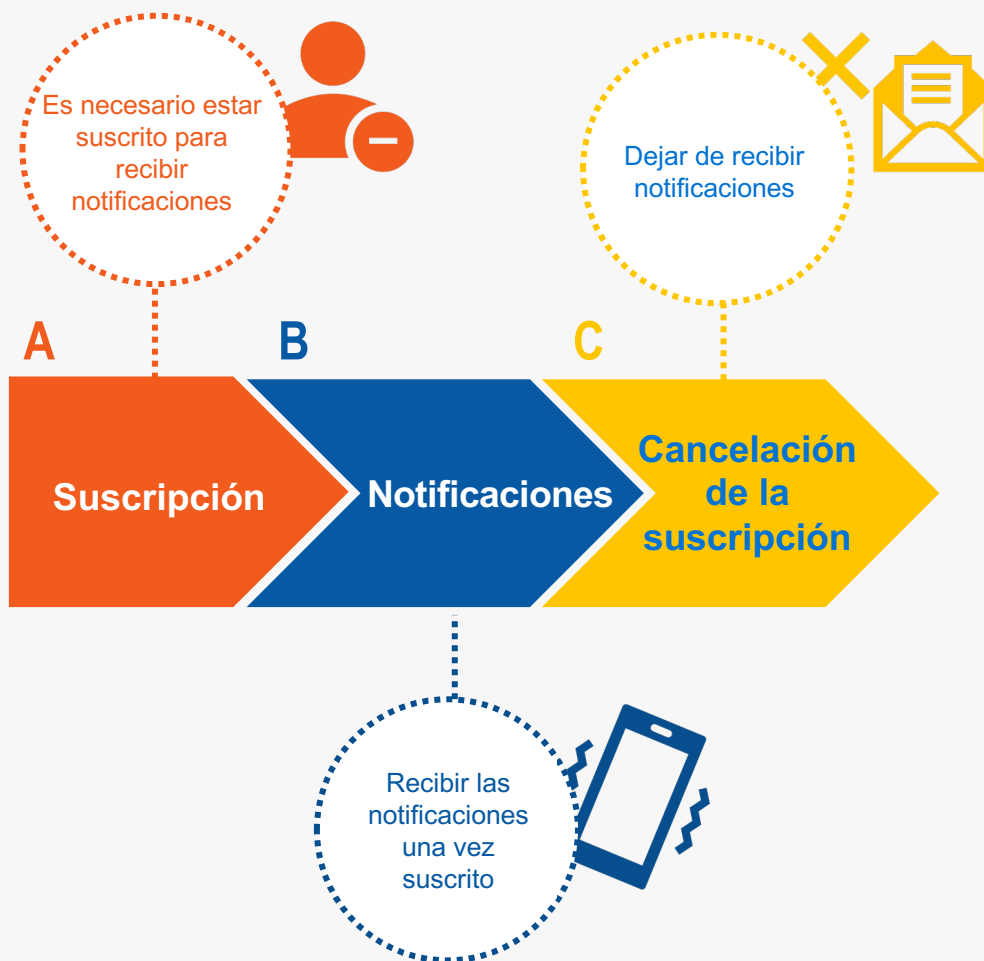 Es necesario estar
suscrito para
recibir
notificaciones
Dejar de recibir
notificaciones
A
B
C
Suscripción
Notificaciones
Cancelación
de la
suscripción
Recibir las
notificaciones
una vez
suscrito